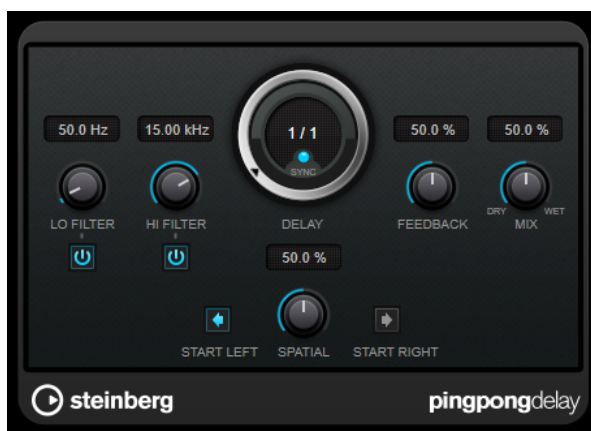 50.0 Hz
15.00 kHz
1 / 1
SYNC
50.0 %
50.0 %
LO FILTER
HI FILTER
DELAY
FEEDBACK
DRY
WET
MIX
50.0 %
START LEFT
SPATIAL
START RIGHT
steinberg
pingpongdelay